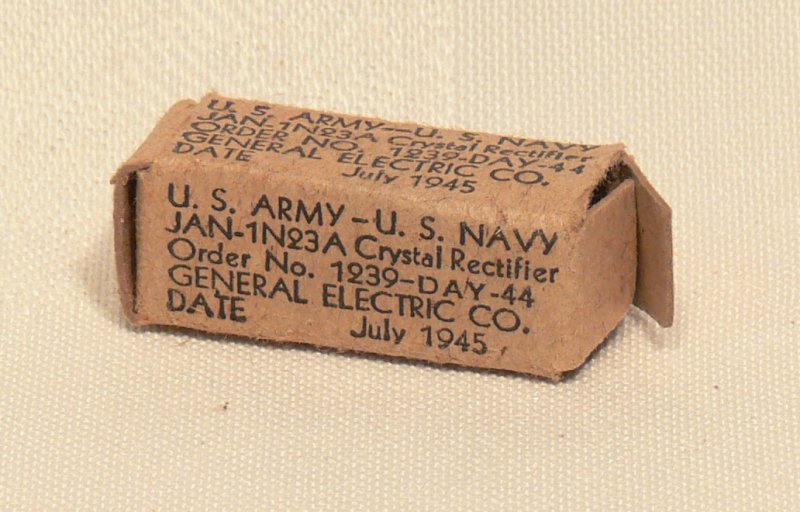 U. S. ARMY—U. S. NAVY
JAN-1N23A Crystal Rectifier
ORDER NO. 1239-DAY-44
GENERAL ELECTRIC CO.
DATE July 1945
U. S. ARMY-U. S. NAVY
JAN-1N23A Crystal Rectifier
Order No. 1239-DAY-44
GENERAL ELECTRIC CO.
DATE July 1945